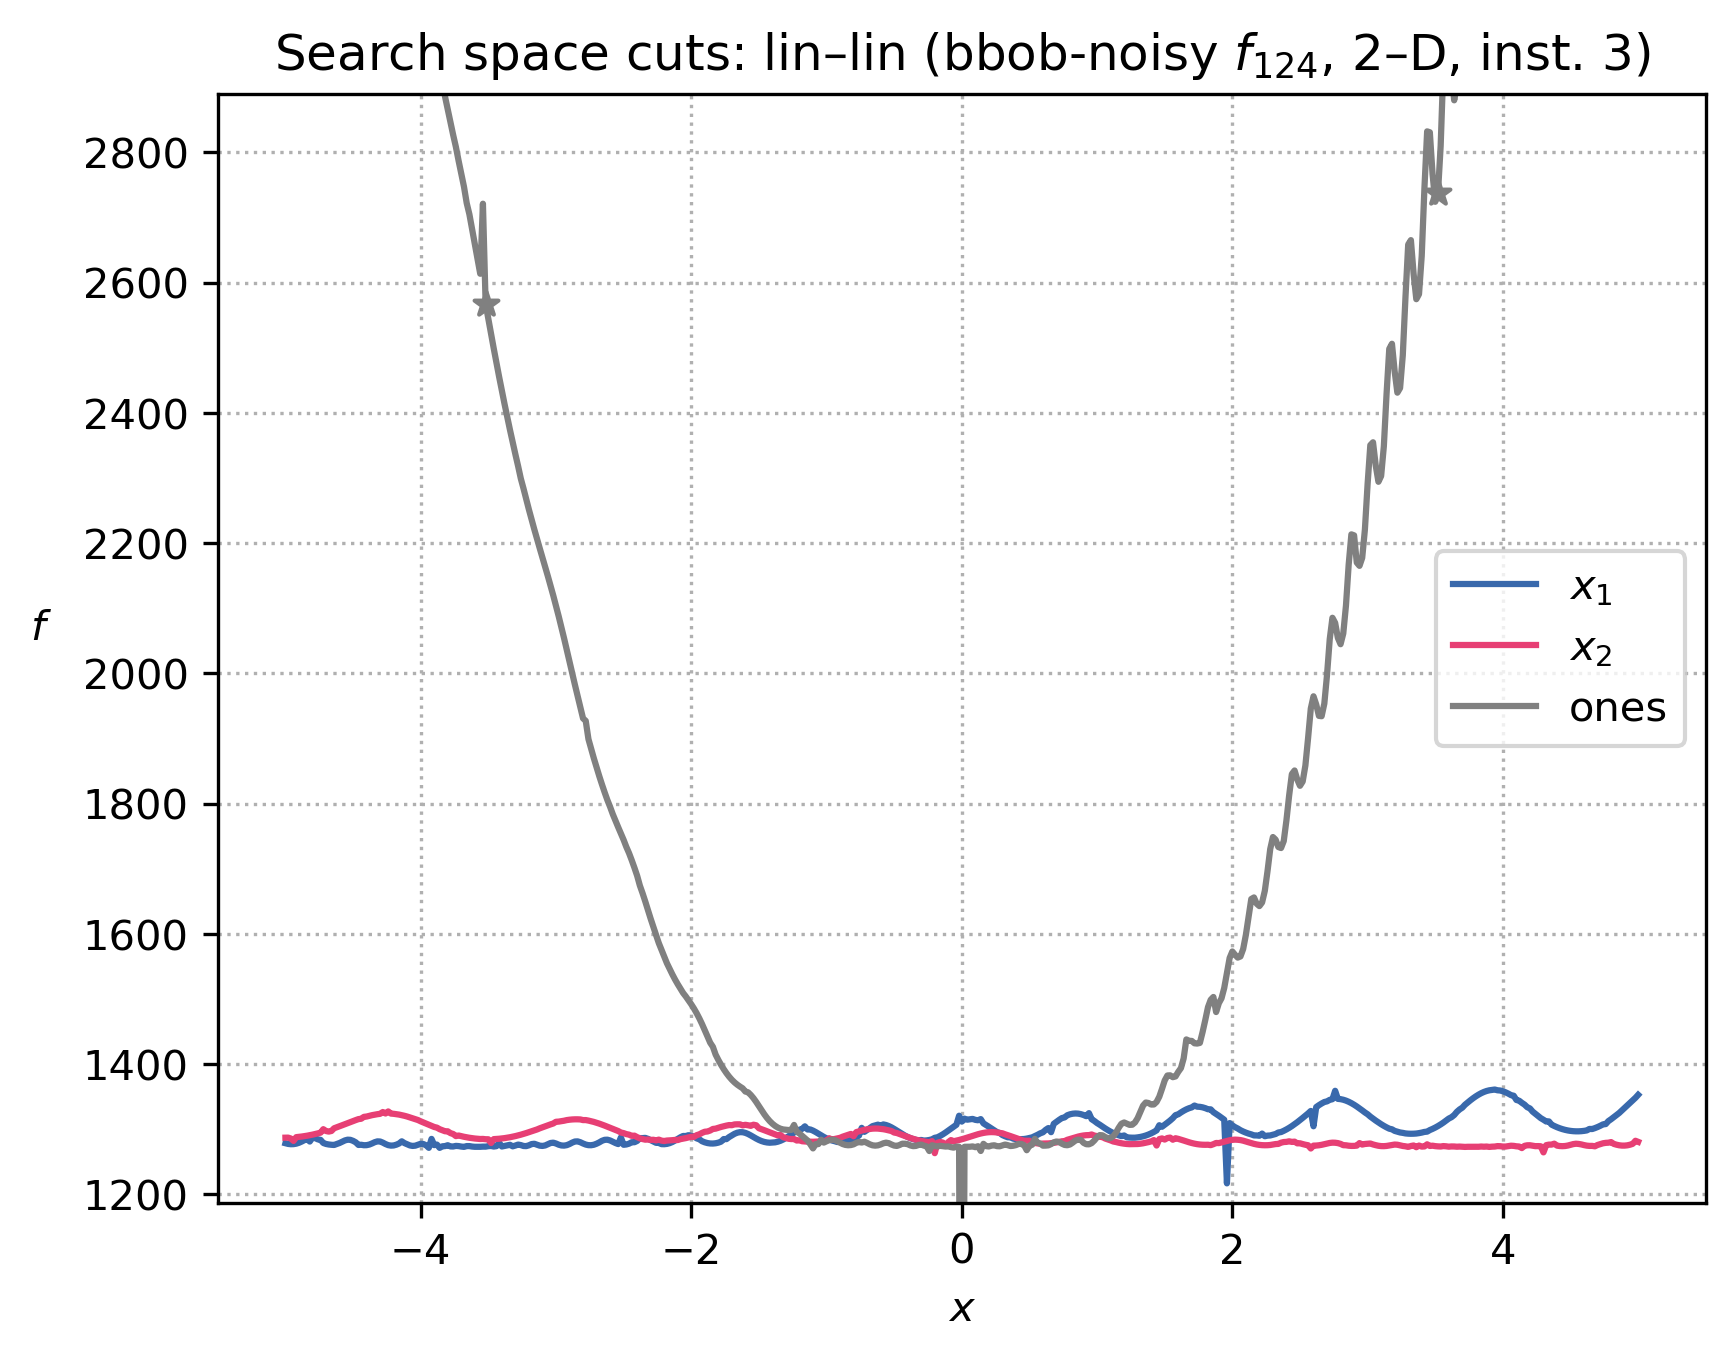 Search space cuts: lin–lin (bbob-noisy f₁₂₄, 2–D, inst. 3)
2800
2600
2400
2200
2000
1800
1600
1400
1200
f
x₁
x₂
ones
−4
−2
0
2
4
x